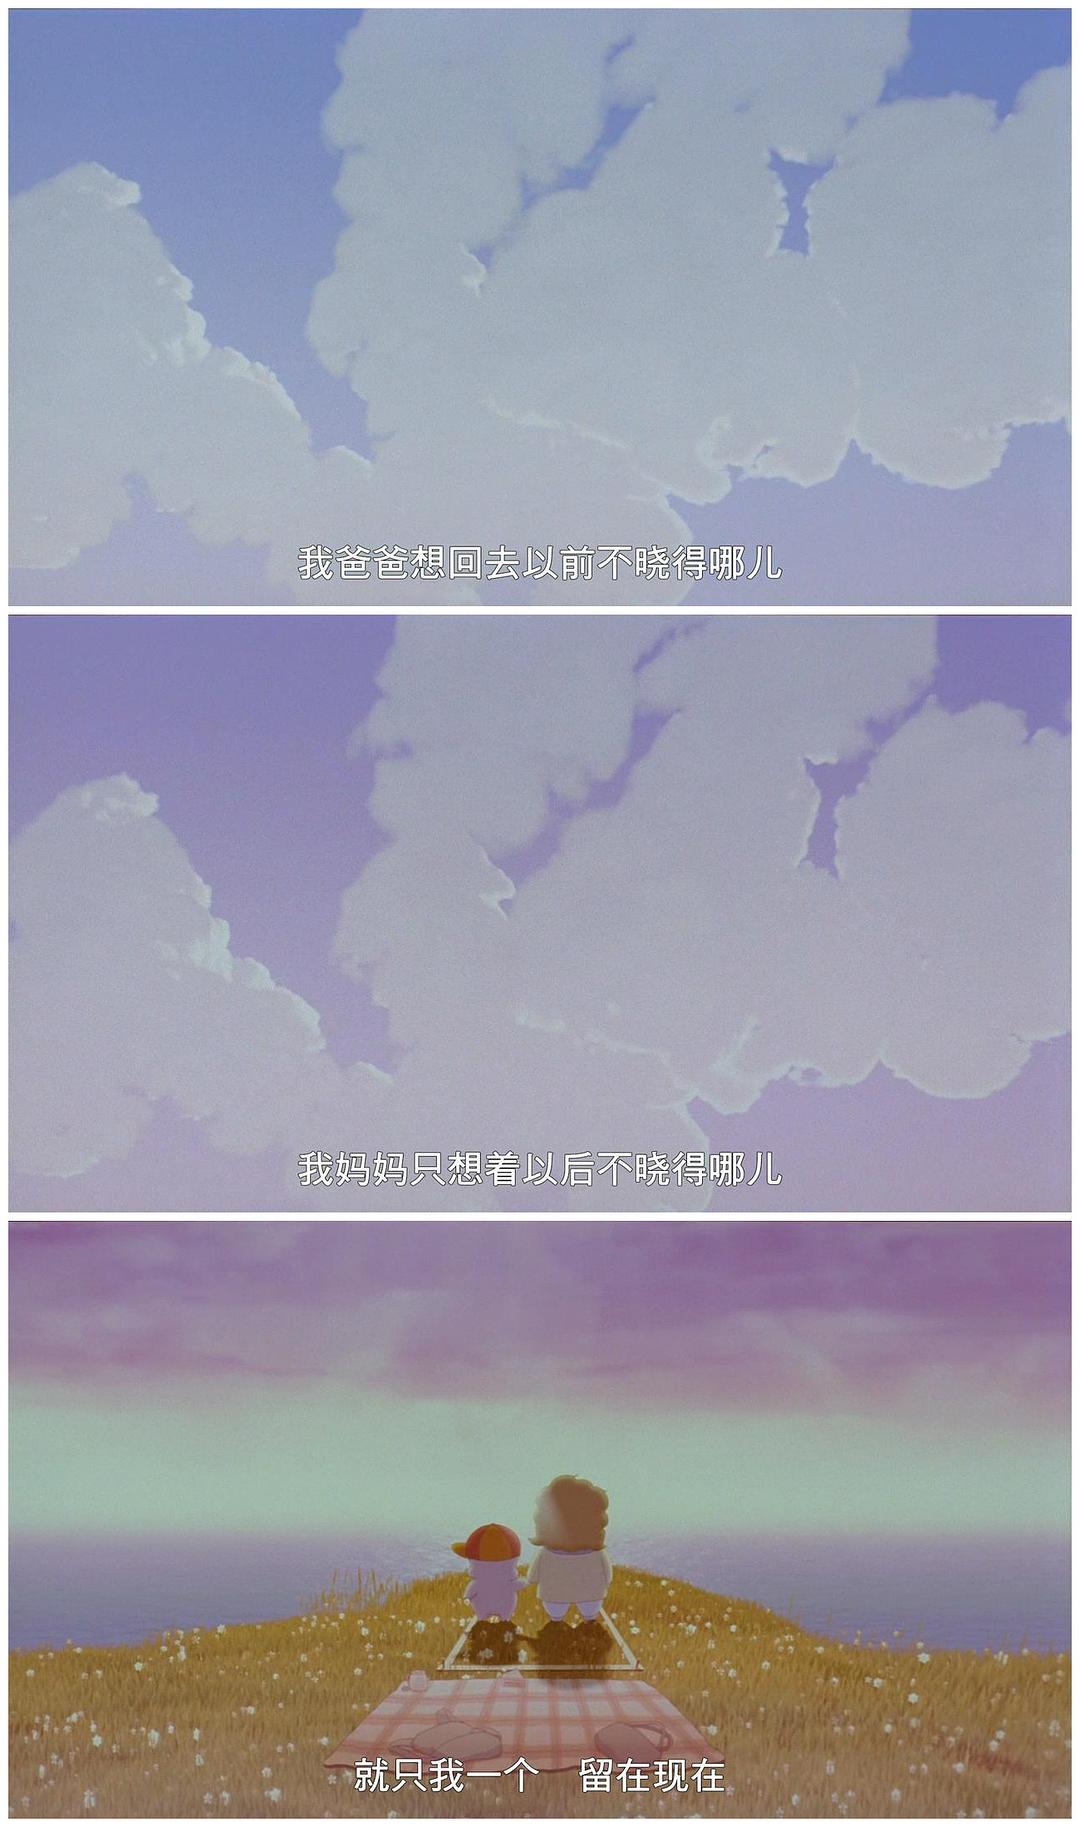 我爸爸想回去以前不晓得哪儿
我妈妈只想着以后不晓得哪儿
就只我一个 留在现在